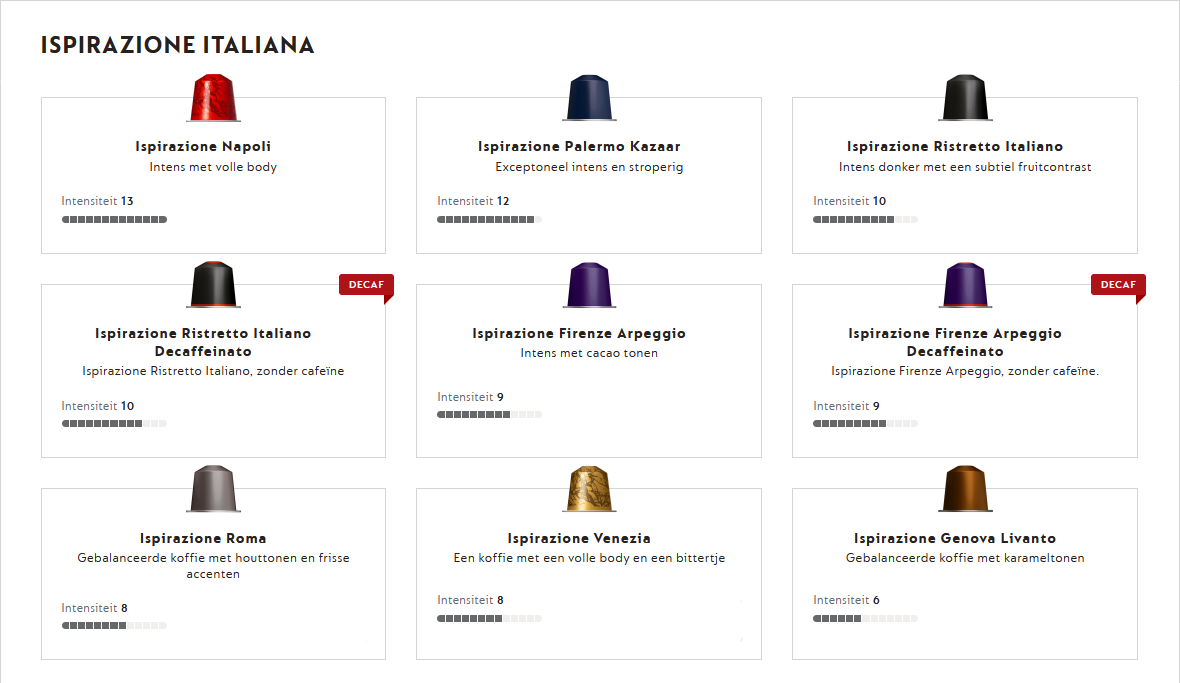 ISPIRAZIONE ITALIANA
Ispirazione Napoli
Intens met volle body
Intensiteit 13
Ispirazione Palermo Kazaar
Exceptioneel intens en stroperig
Intensiteit 12
Ispirazione Ristretto Italiano
Intens donker met een subtiel fruitcontrast
Intensiteit 10
DECAF
Ispirazione Ristretto Italiano
Decaffeinato
Ispirazione Ristretto Italiano, zonder cafeïne
Intensiteit 10
Ispirazione Firenze Arpeggio
Intens met cacao tonen
Intensiteit 9
DECAF
Ispirazione Firenze Arpeggio
Decaffeinato
Ispirazione Firenze Arpeggio, zonder cafeïne.
Intensiteit 9
Ispirazione Roma
Gebalanceerde koffie met houttonen en frisse
accenten
Intensiteit 8
Ispirazione Venezia
Een koffie met een volle body en een bittertje
Intensiteit 8
Ispirazione Genova Livanto
Gebalanceerde koffie met karameltonen
Intensiteit 6